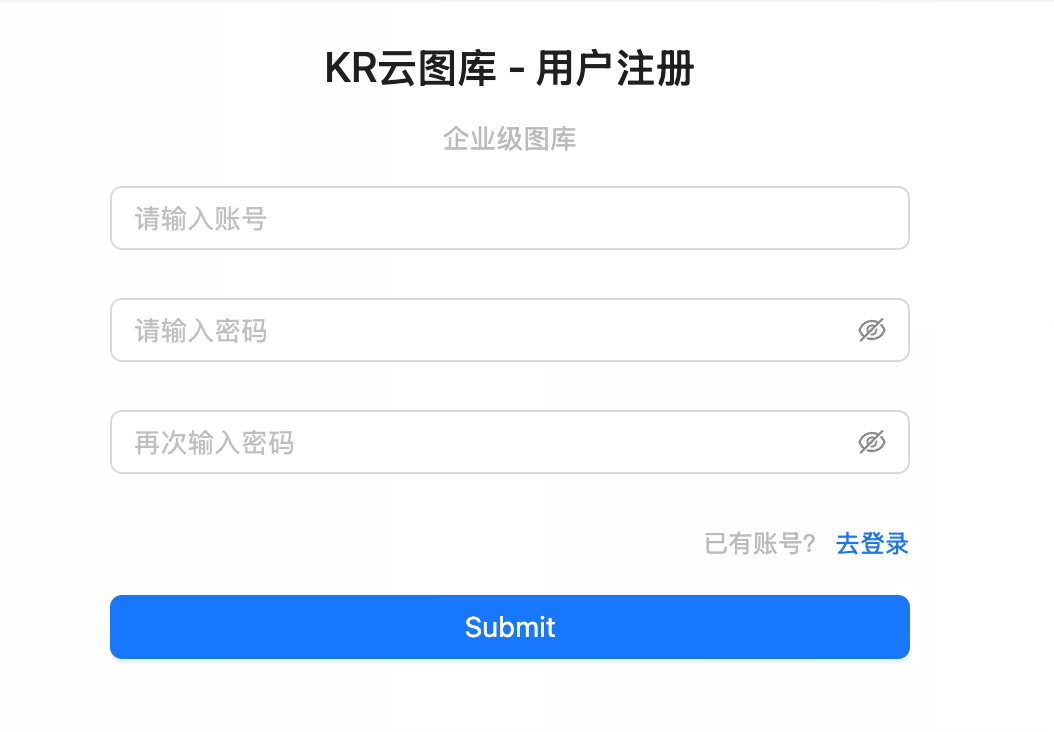 KR云图库 - 用户注册
企业级图库
请输入账号
请输入密码
再次输入密码
已有账号? 去登录
Submit